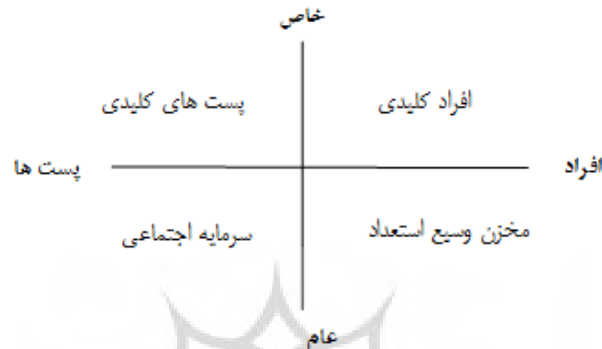 خاص
افراد کلیدی
پست های کلیدی
افراد
پست ها
مخزن وسیع استعداد
سرمایه اجتماعی
عام